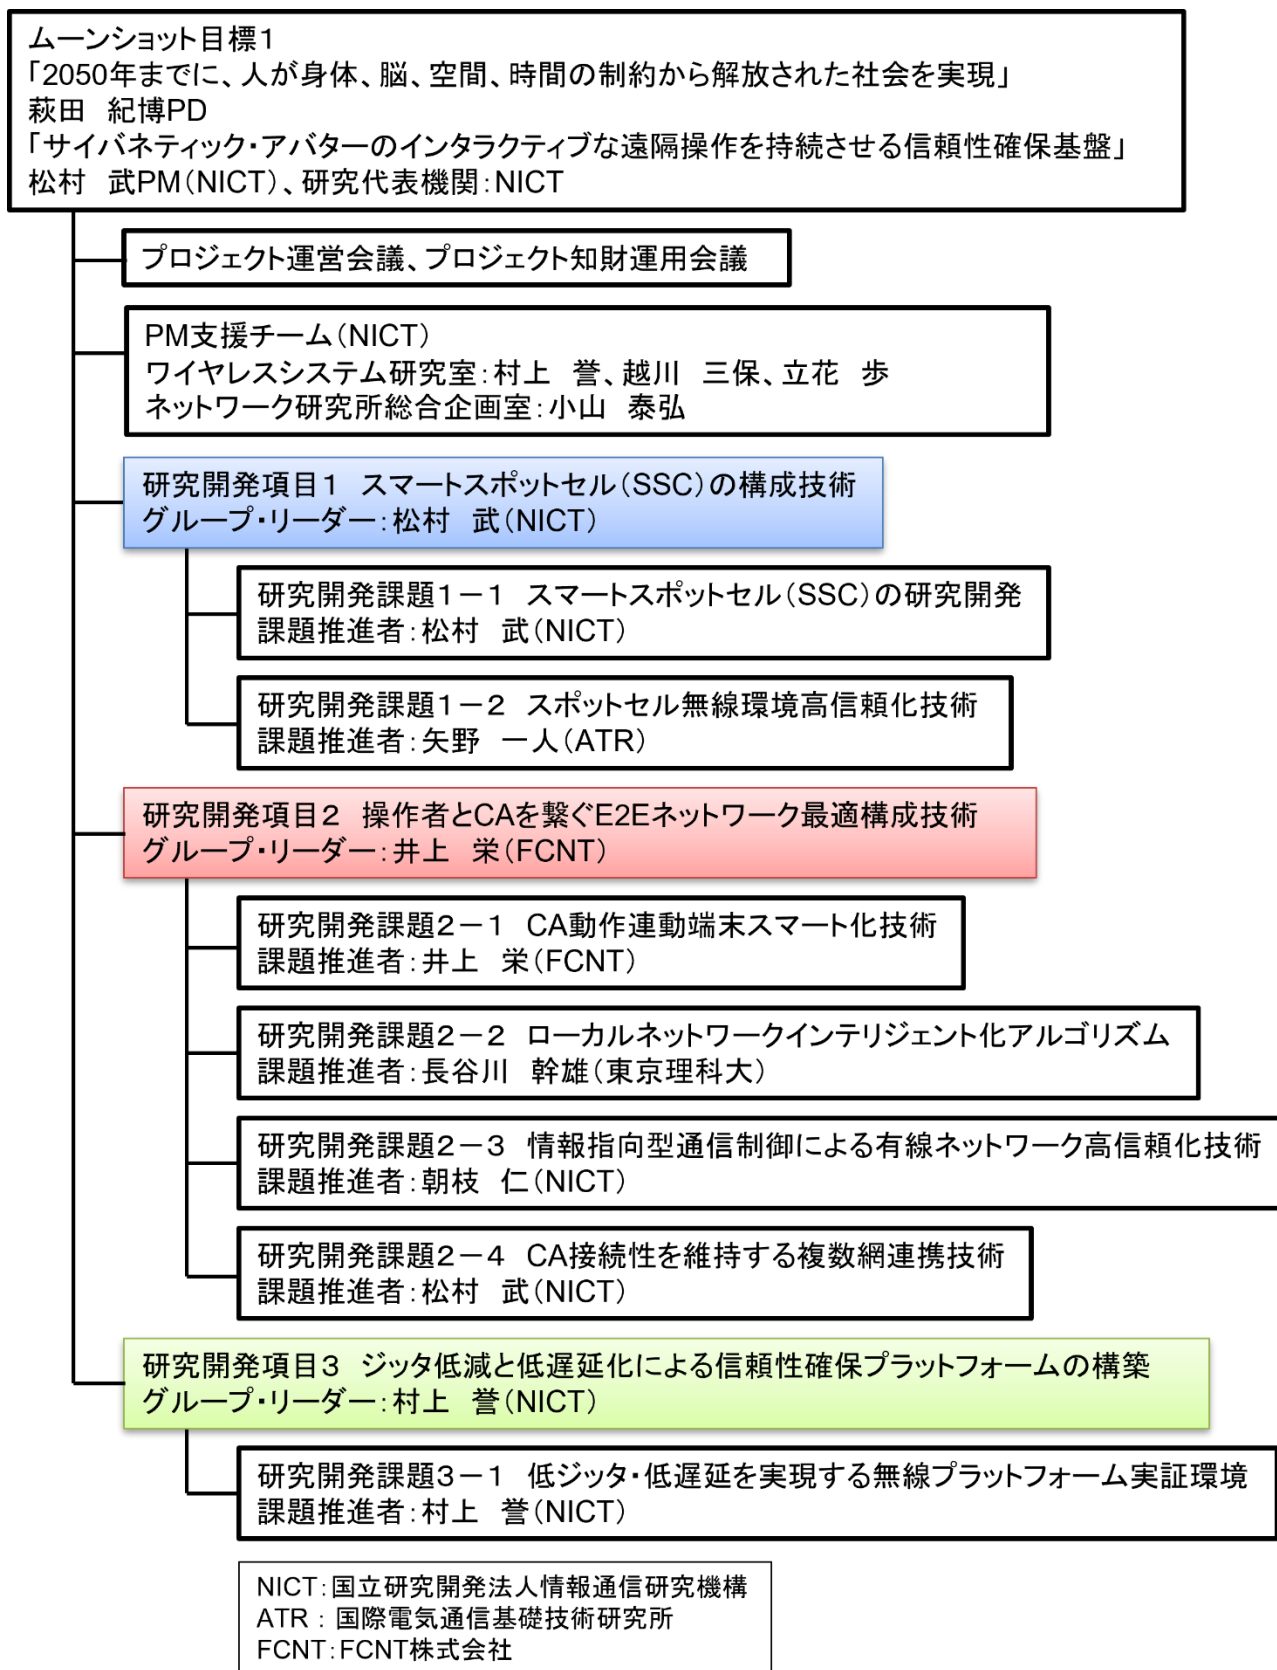 ムーンショット目標１
「2050年までに、人が身体、脳、空間、時間の制約から解放された社会を実現」
萩田　紀博PD
「サイバネティック・アバターのインタラクティブな遠隔操作を持続させる信頼性確保基盤」
松村　武PM（NICT）、研究代表機関：NICT
プロジェクト運営会議、プロジェクト知財運用会議
PM支援チーム（NICT）
ワイヤレスシステム研究室：村上　誉、越川　三保、立花　歩
ネットワーク研究所総合企画室：小山　泰弘
研究開発項目１　スマートスポットセル（SSC）の構成技術
グループ・リーダー：松村　武（NICT）
研究開発課題１－１　スマートスポットセル（SSC）の研究開発
課題推進者：松村　武（NICT）
研究開発課題１－２　スポットセル無線環境高信頼化技術
課題推進者：矢野　一人（ATR）
研究開発項目２　操作者とCAを繋ぐE2Eネットワーク最適構成技術
グループ・リーダー：井上　栄（FCNT）
研究開発課題２－１　CA動作連動端末スマート化技術
課題推進者：井上　栄（FCNT）
研究開発課題２－２　ローカルネットワークインテリジェント化アルゴリズム
課題推進者：長谷川　幹雄（東京理科大）
研究開発課題２－３　情報指向型通信制御による有線ネットワーク高信頼化技術
課題推進者：朝枝　仁（NICT）
研究開発課題２－４　CA接続性を維持する複数網連携技術
課題推進者：松村　武（NICT）
研究開発項目３　ジッタ低減と低遅延化による信頼性確保プラットフォームの構築
グループ・リーダー：村上　誉（NICT）
研究開発課題３－１　低ジッタ・低遅延を実現する無線プラットフォーム実証環境
課題推進者：村上　誉（NICT）
NICT：国立研究開発法人情報通信研究機構
ATR：国際電気通信基礎技術研究所
FCNT：FCNT株式会社